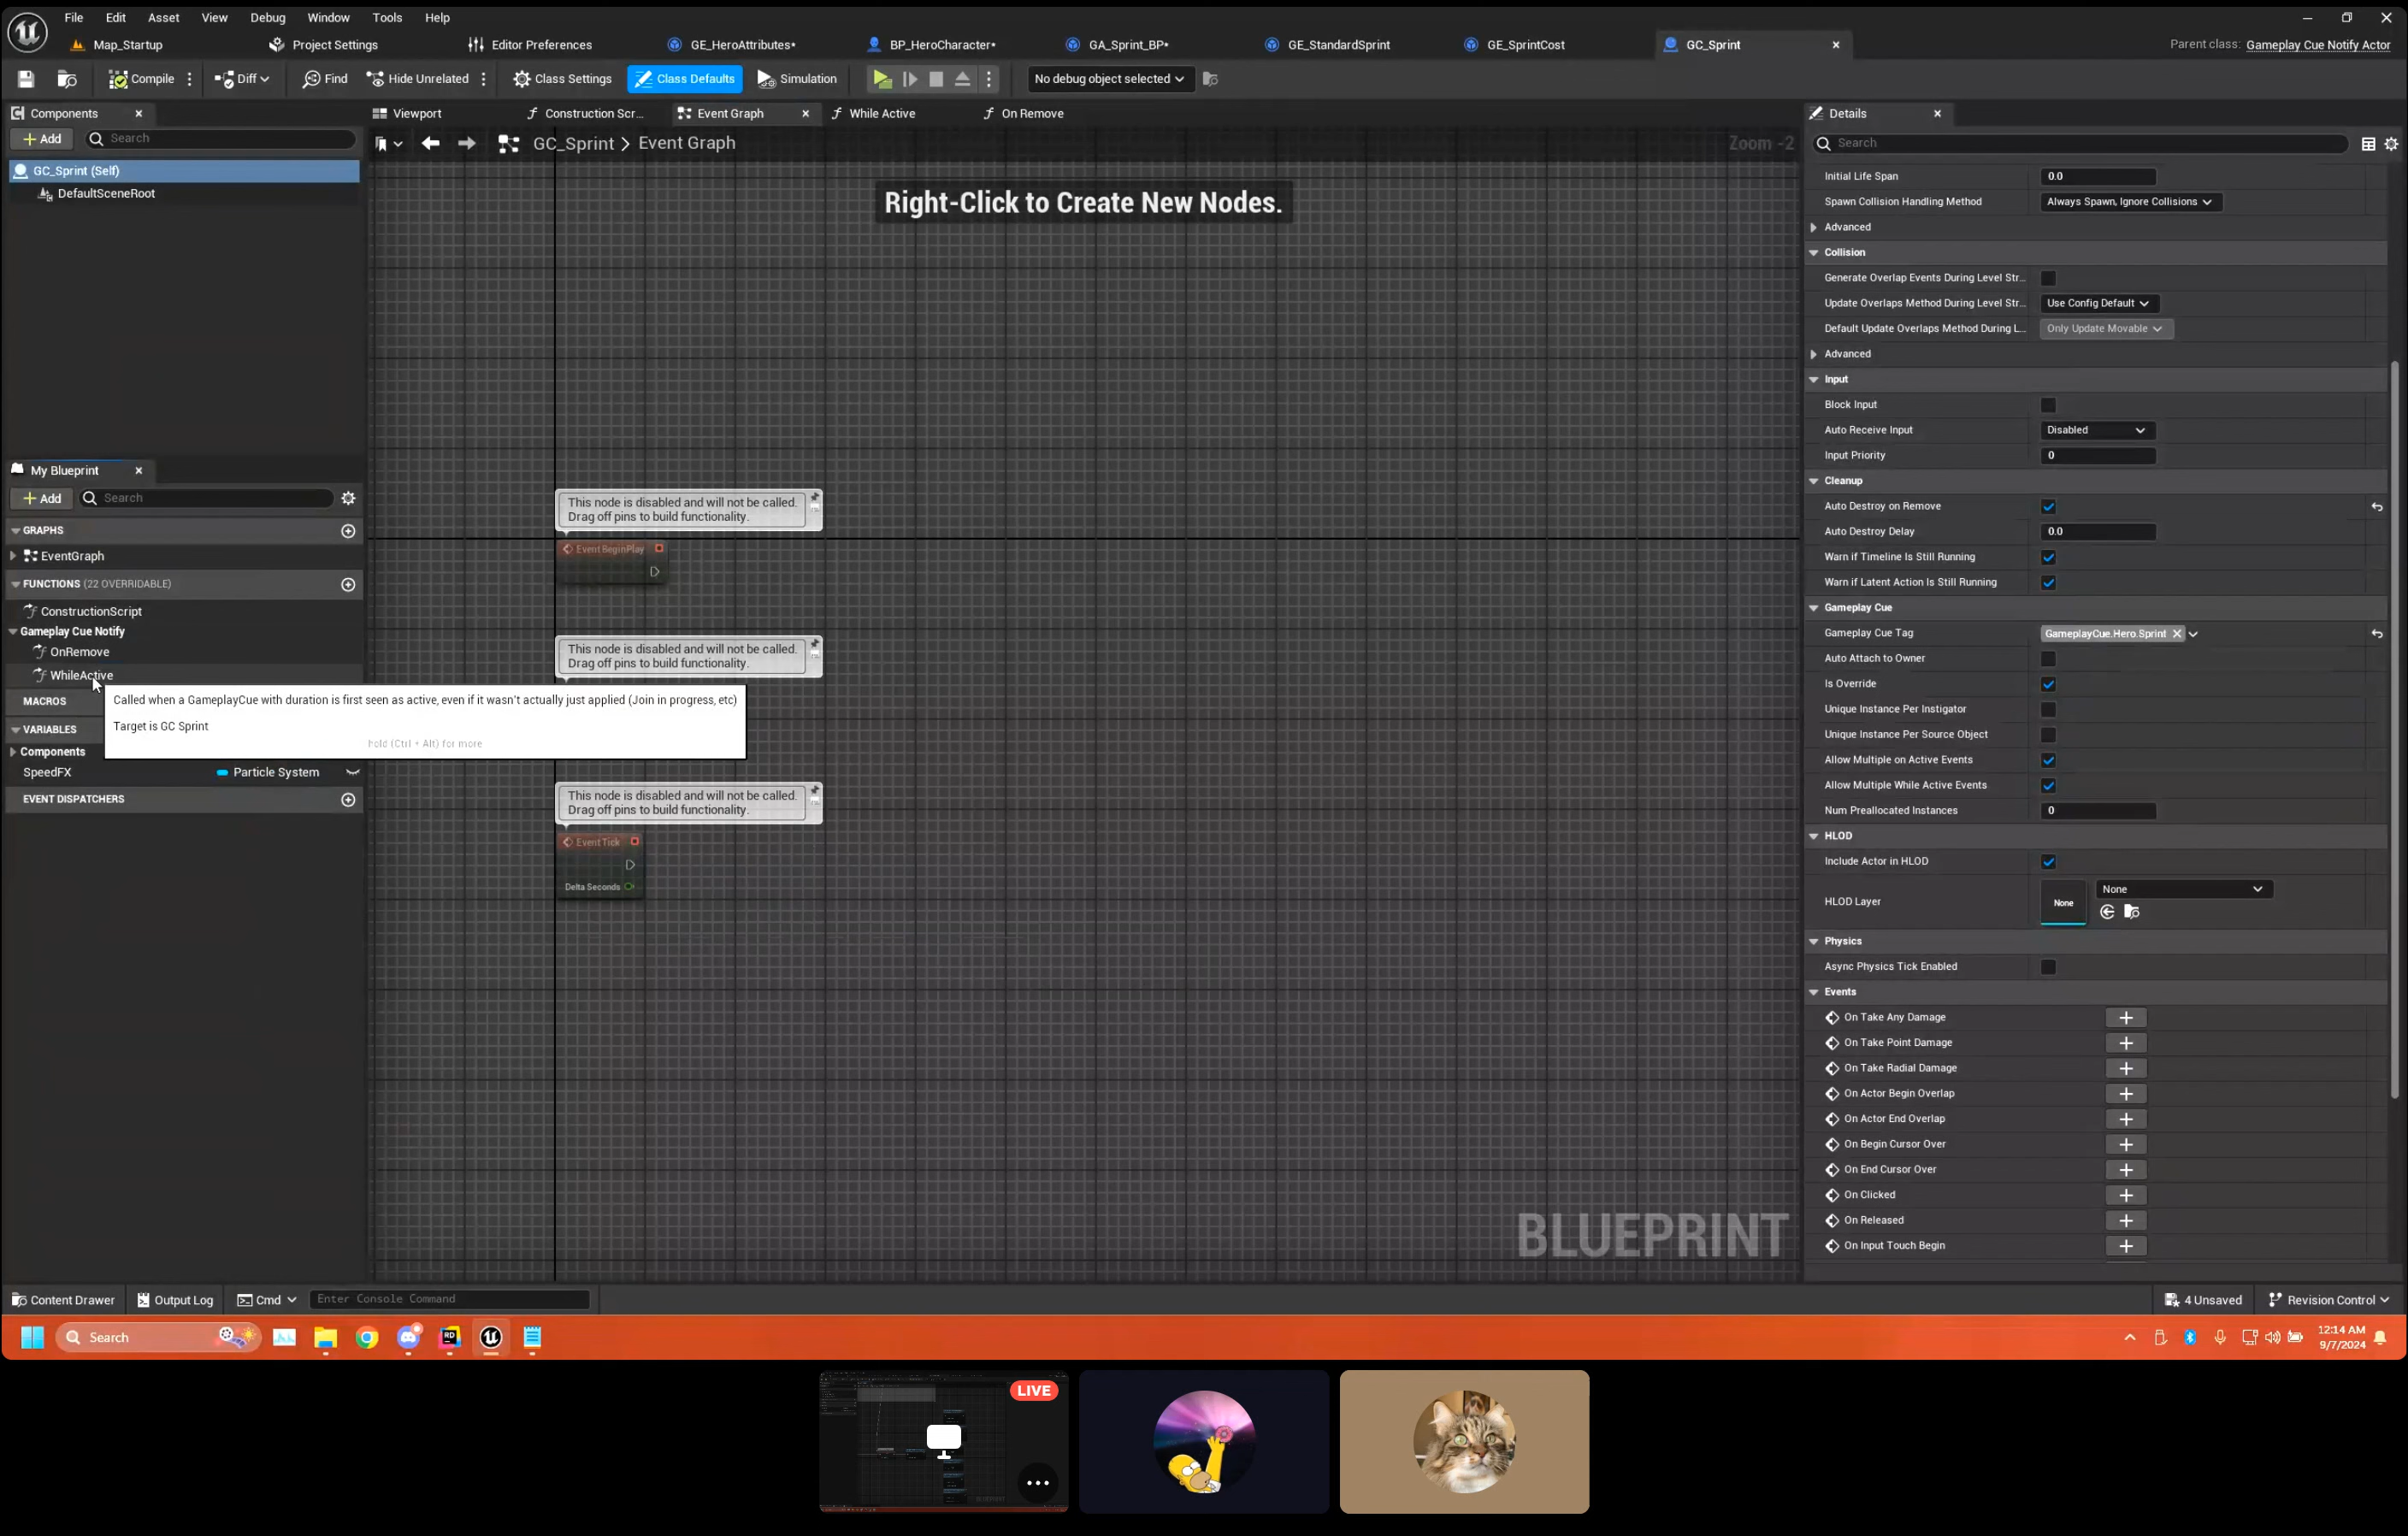 File Edit Asset View Debug Window Tools Help
Map_Startup Project Settings Editor Preferences GE_HeroAttributes* BP_HeroCharacter* GA_Sprint_BP* GE_StandardSprint GE_SprintCost GC_Sprint
Parent class: Gameplay Cue Notify Actor
Compile Diff Find Hide Unrelated Class Settings Class Defaults Simulation No debug object selected
Components
Add Search
GC_Sprint (Self)
DefaultSceneRoot
My Blueprint
Add Search
GRAPHS
EventGraph
FUNCTIONS (22 OVERRIDABLE)
ConstructionScript
Gameplay Cue Notify
OnRemove
WhileActive
MACROS
VARIABLES
Components
SpeedFX Particle System
EVENT DISPATCHERS
Called when a GameplayCue with duration is first seen as active, even if it wasn't actually just applied (Join in progress, etc)
Target is GC Sprint
hold (Ctrl + Alt) for more
Viewport Construction Scr... Event Graph While Active On Remove
GC_Sprint > Event Graph
Zoom -2
Right-Click to Create New Nodes.
This node is disabled and will not be called.
Drag off pins to build functionality.
Event BeginPlay
This node is disabled and will not be called.
Drag off pins to build functionality.
This node is disabled and will not be called.
Drag off pins to build functionality.
Event Tick
Delta Seconds
BLUEPRINT
Details
Search
Initial Life Span 0.0
Spawn Collision Handling Method Always Spawn, Ignore Collisions
Advanced
Collision
Generate Overlap Events During Level Str...
Update Overlaps Method During Level Str... Use Config Default
Default Update Overlaps Method During L... Only Update Movable
Advanced
Input
Block Input
Auto Receive Input Disabled
Input Priority 0
Cleanup
Auto Destroy on Remove
Auto Destroy Delay 0.0
Warn if Timeline Is Still Running
Warn if Latent Action Is Still Running
Gameplay Cue
Gameplay Cue Tag GameplayCue.Hero.Sprint
Auto Attach to Owner
Is Override
Unique Instance Per Instigator
Unique Instance Per Source Object
Allow Multiple on Active Events
Allow Multiple While Active Events
Num Preallocated Instances 0
HLOD
Include Actor in HLOD
HLOD Layer None None
Physics
Async Physics Tick Enabled
Events
On Take Any Damage
On Take Point Damage
On Take Radial Damage
On Actor Begin Overlap
On Actor End Overlap
On Begin Cursor Over
On End Cursor Over
On Clicked
On Released
On Input Touch Begin
Content Drawer Output Log Cmd Enter Console Command 4 Unsaved Revision Control
Search RD
12:14 AM
9/7/2024
LIVE